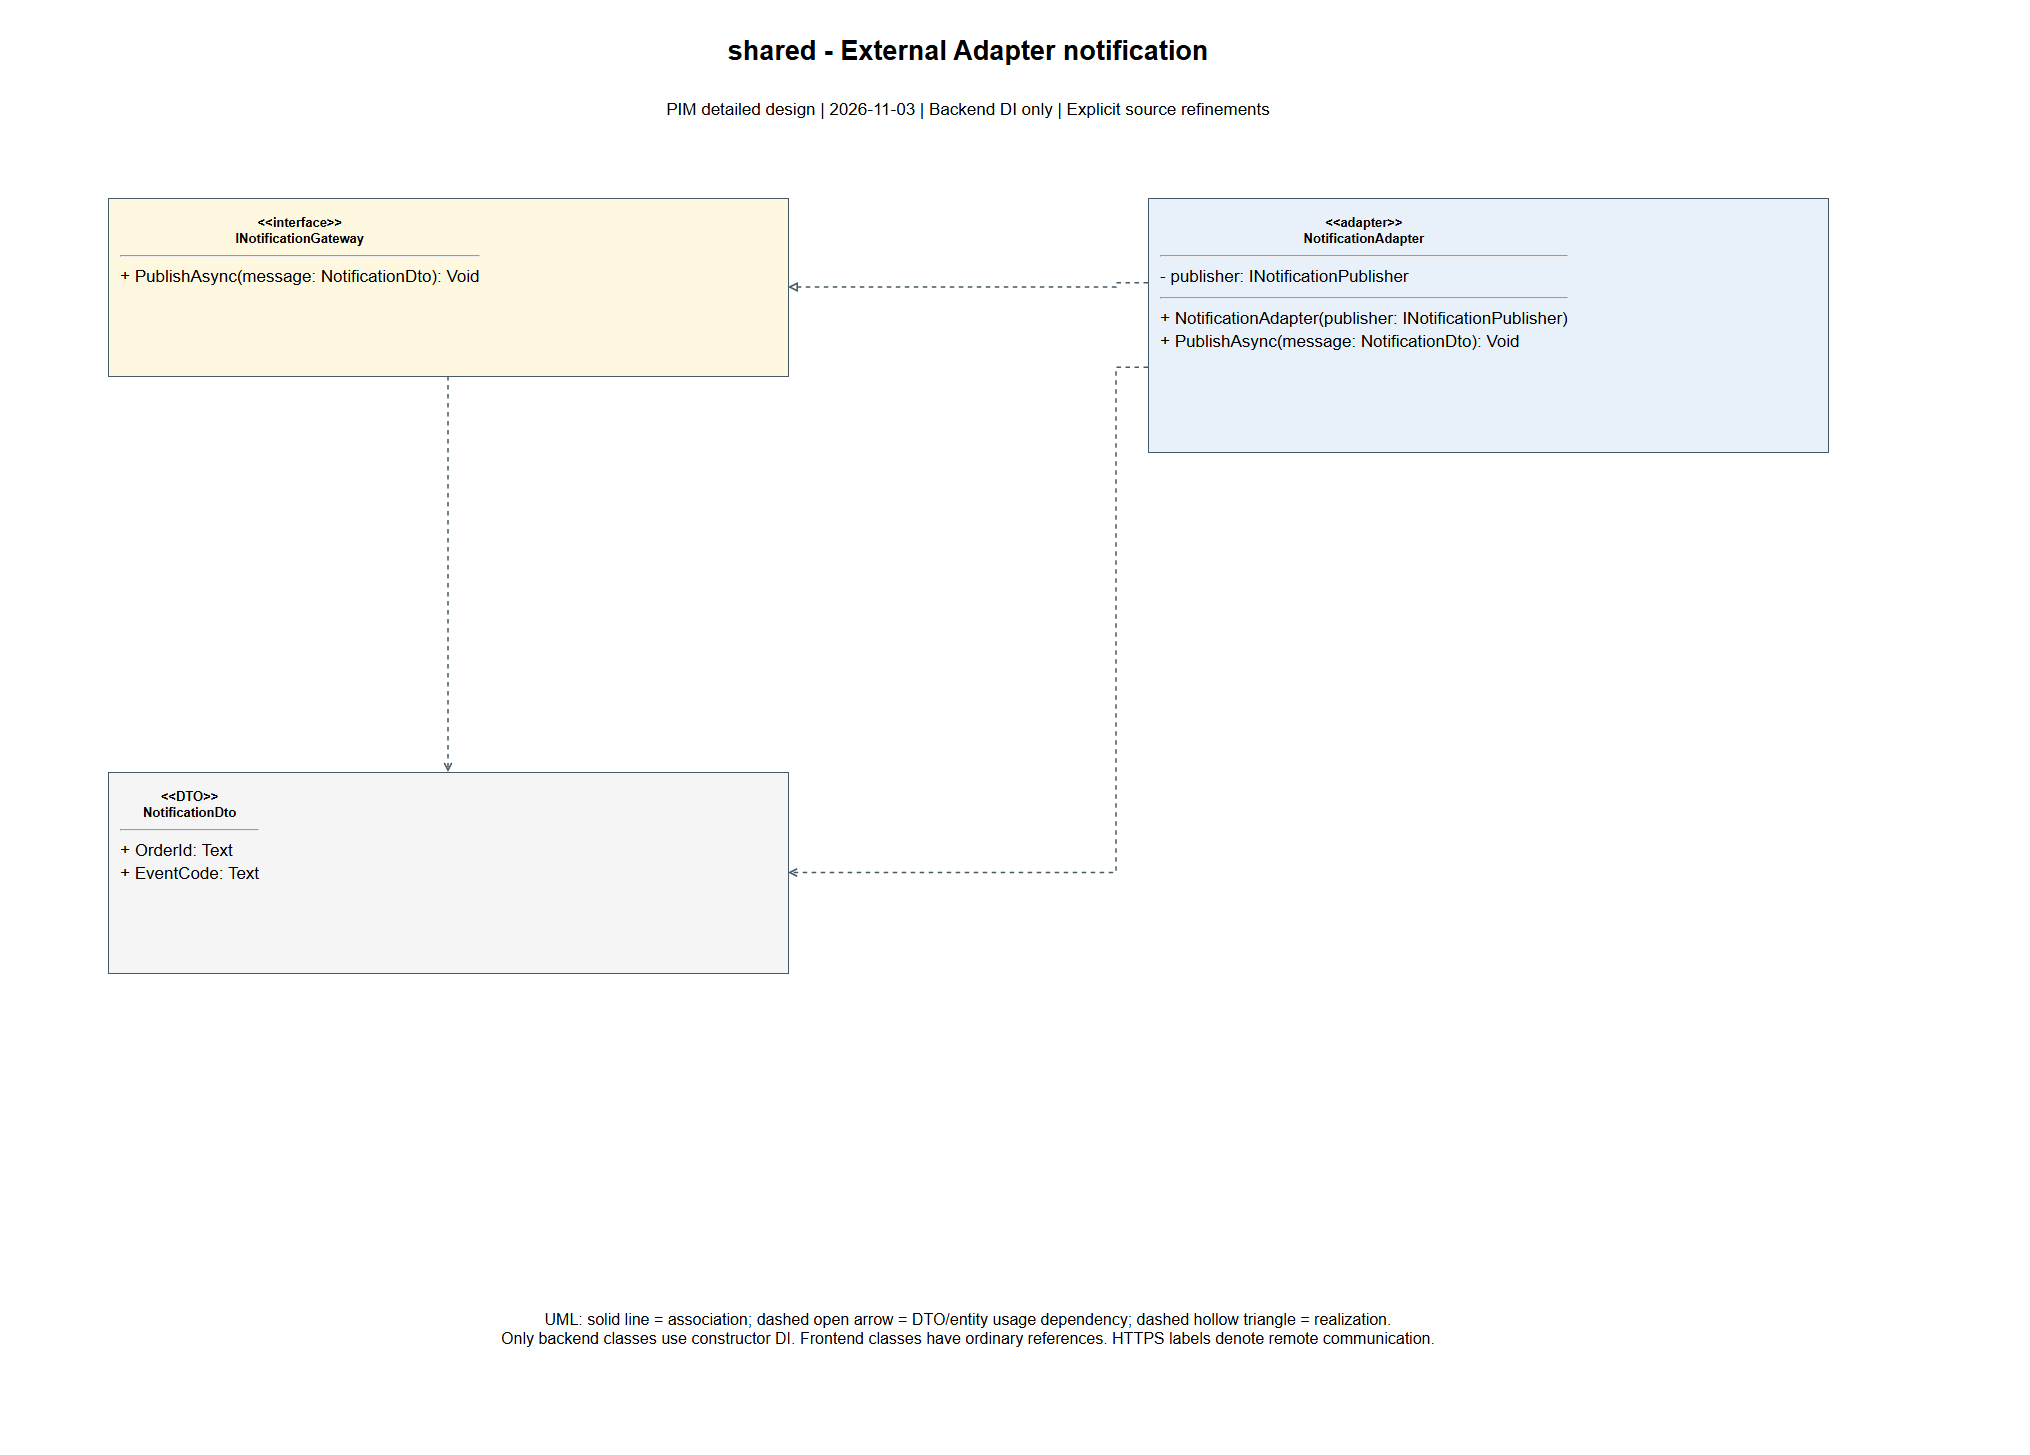 shared - External Adapter notification
PIM detailed design | 2026-11-03 | Backend DI only | Explicit source refinements
<<interface>>
INotificationGateway
+ PublishAsync(message: NotificationDto): Void
<<adapter>>
NotificationAdapter
- publisher: INotificationPublisher
+ NotificationAdapter(publisher: INotificationPublisher)
+ PublishAsync(message: NotificationDto): Void
<<DTO>>
NotificationDto
+ OrderId: Text
+ EventCode: Text
UML: solid line = association; dashed open arrow = DTO/entity usage dependency; dashed hollow triangle = realization.
Only backend classes use constructor DI. Frontend classes have ordinary references. HTTPS labels denote remote communication.